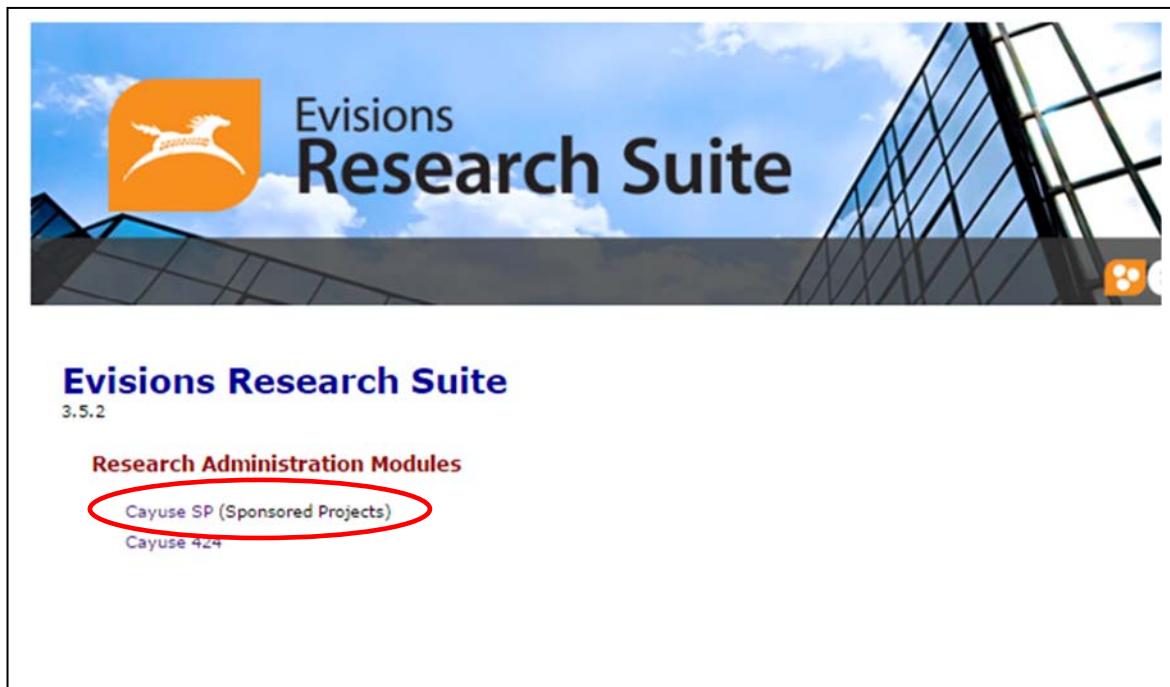 Evisions
Research Suite
Evisions Research Suite
3.5.2
Research Administration Modules
Cayuse SP (Sponsored Projects)
Cayuse 424